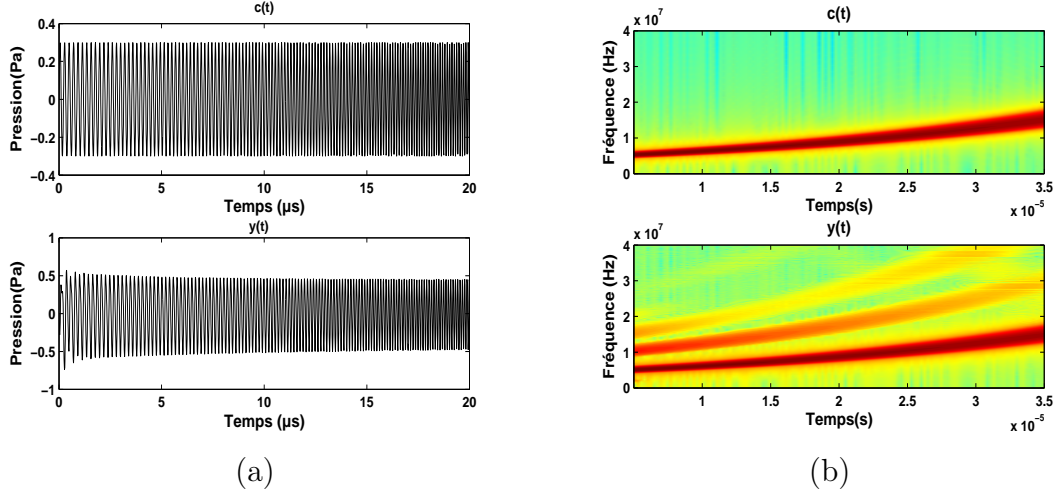 c(t)
0.4
0.2
0
−0.2
−0.4
Pression(Pa)
0 5 10 15 20
Temps (µs)
y(t)
1
0.5
0
−0.5
−1
Pression(Pa)
0 5 10 15 20
Temps (µs)
(a)
x 10^7
c(t)
4
3
2
1
0
Fréquence (Hz)
1 1.5 2 2.5 3 3.5
Temps(s)
x 10^-5
x 10^7
y(t)
4
3
2
1
0
Fréquence (Hz)
1 1.5 2 2.5 3 3.5
Temps(s)
x 10^-5
(b)